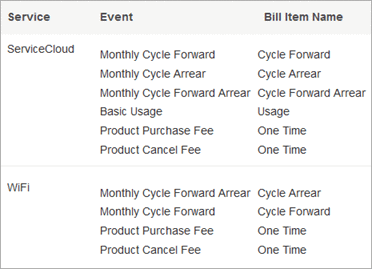 Service Event Bill Item Name
ServiceCloud
Monthly Cycle Forward Cycle Forward
Monthly Cycle Arrear Cycle Arrear
Monthly Cycle Forward Arrear Cycle Forward Arrear
Basic Usage Usage
Product Purchase Fee One Time
Product Cancel Fee One Time
WiFi
Monthly Cycle Forward Arrear Cycle Arrear
Monthly Cycle Forward Cycle Forward
Product Purchase Fee One Time
Product Cancel Fee One Time